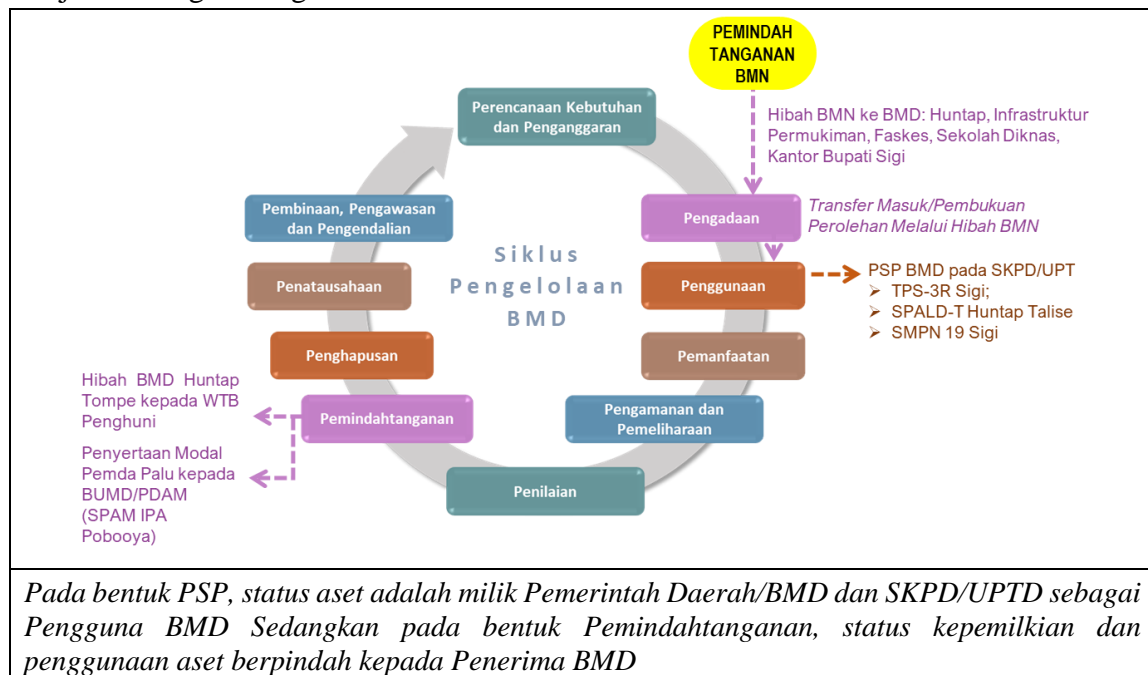 PEMINDAH
TANGANAN
BMN
Hibah BMN ke BMD: Huntap, Infrastruktur
Permukiman, Faskes, Sekolah Diknas,
Kantor Bupati Sigi
Perencanaan Kebutuhan
dan Penganggaran
Pengadaan
Transfer Masuk/Pembukuan
Perolehan Melalui Hibah BMN
Penggunaan
PSP BMD pada SKPD/UPT
➢ TPS-3R Sigi;
➢ SPALD-T Huntap Talise
➢ SMPN 19 Sigi
Pemanfaatan
Pengamanan dan
Pemeliharaan
Penilaian
Pemindahtanganan
Hibah BMD Huntap
Tompe kepada WTB
Penghuni
Penyertaan Modal
Pemda Palu kepada
BUMD/PDAM
(SPAM IPA
Pobooya)
Penghapusan
Penatausahaan
Pembinaan, Pengawasan
dan Pengendalian
Siklus
Pengelolaan
BMD
Pada bentuk PSP, status aset adalah milik Pemerintah Daerah/BMD dan SKPD/UPTD sebagai
Pengguna BMD Sedangkan pada bentuk Pemindahtanganan, status kepemilkian dan
penggunaan aset berpindah kepada Penerima BMD